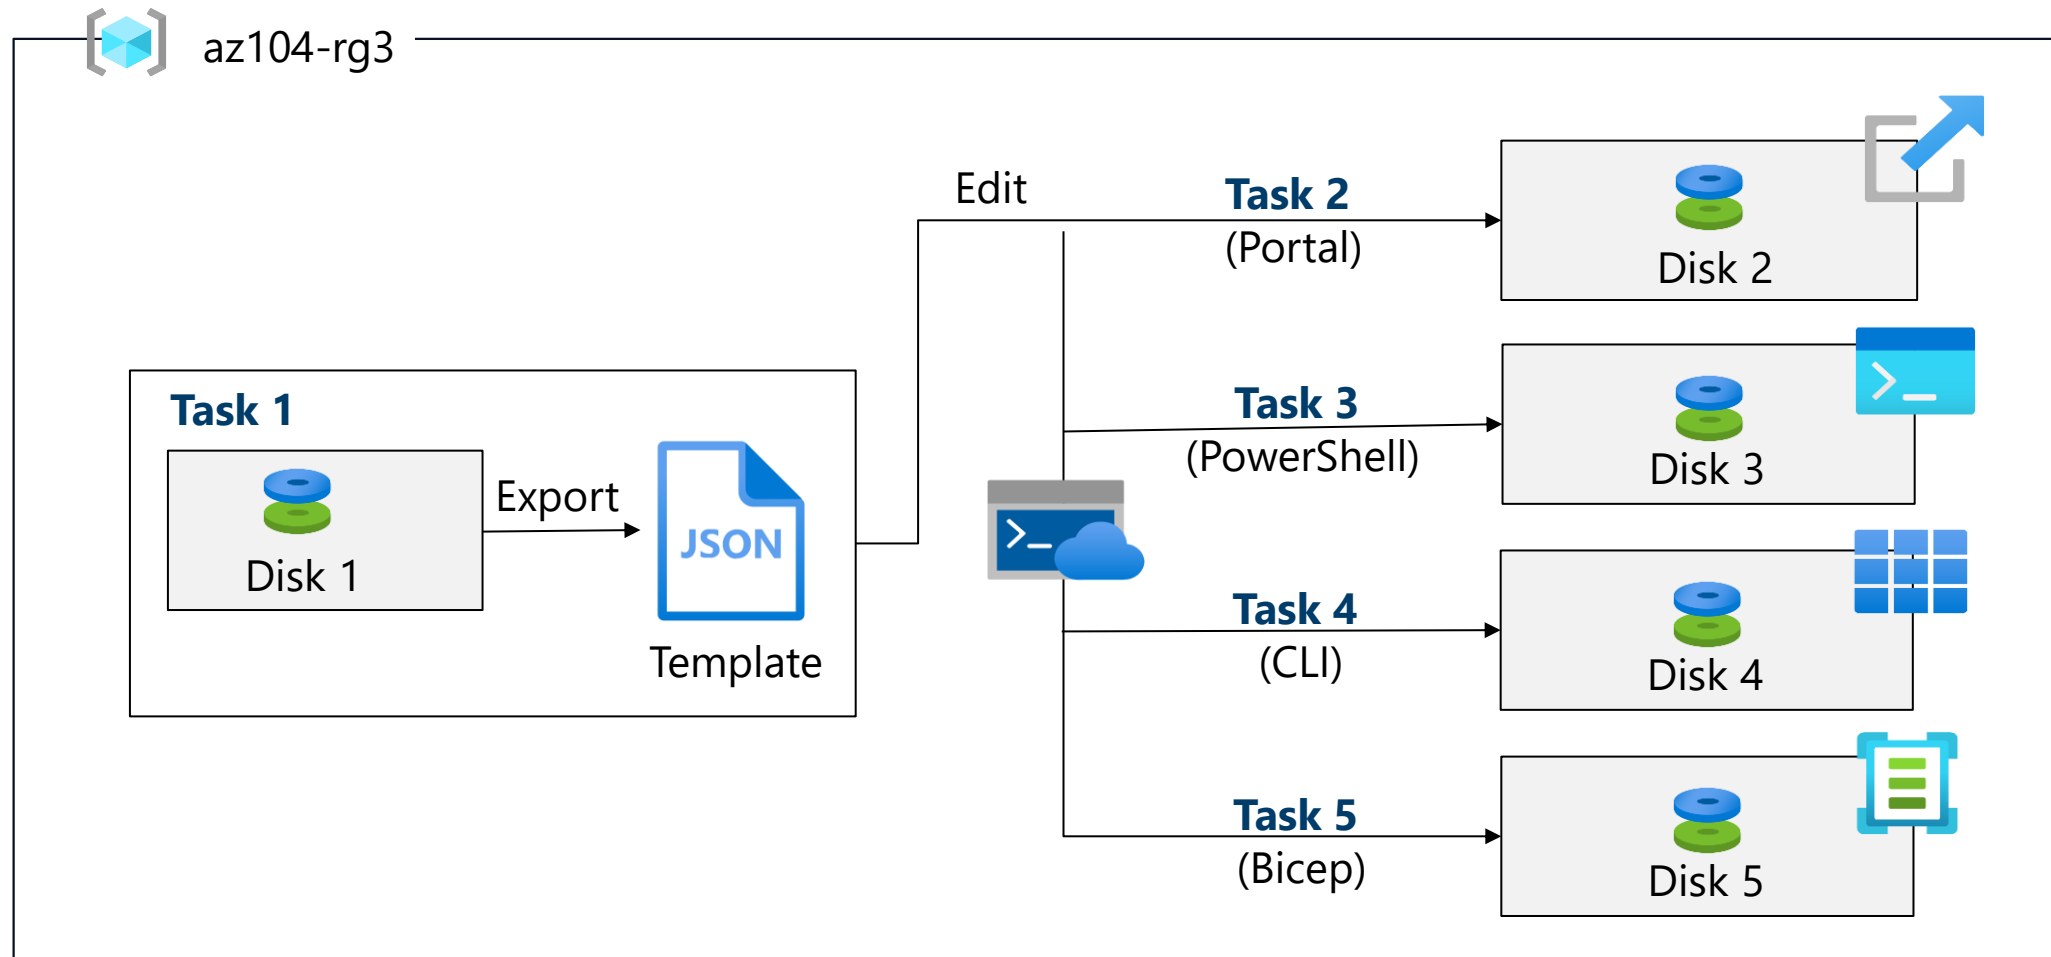 az104-rg3
Task 1
Disk 1
Export
JSON
Template
Edit
Task 2
(Portal)
Disk 2
Task 3
(PowerShell)
Disk 3
Task 4
(CLI)
Disk 4
Task 5
(Bicep)
Disk 5